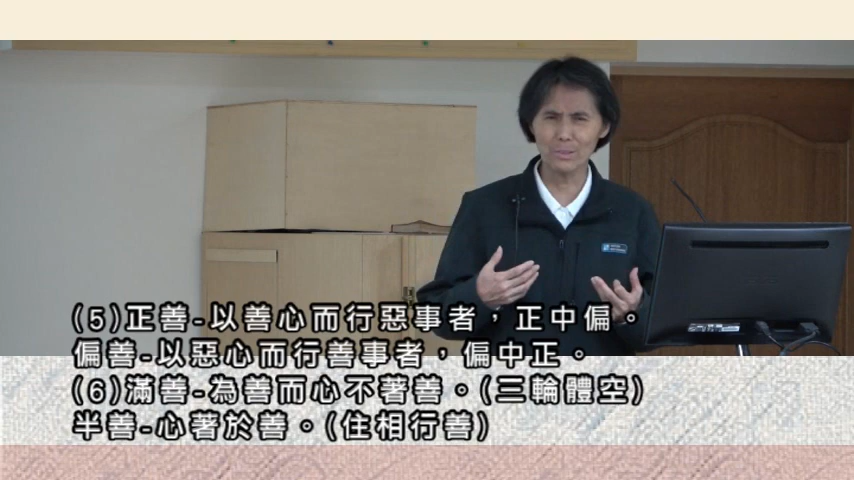 (5)正善-以善心而行惡事者，正中偏。
偏善-以惡心而行善事者，偏中正。
(6)滿善-為善而心不著善。(三輪體空)
半善-心著於善。(住相行善)